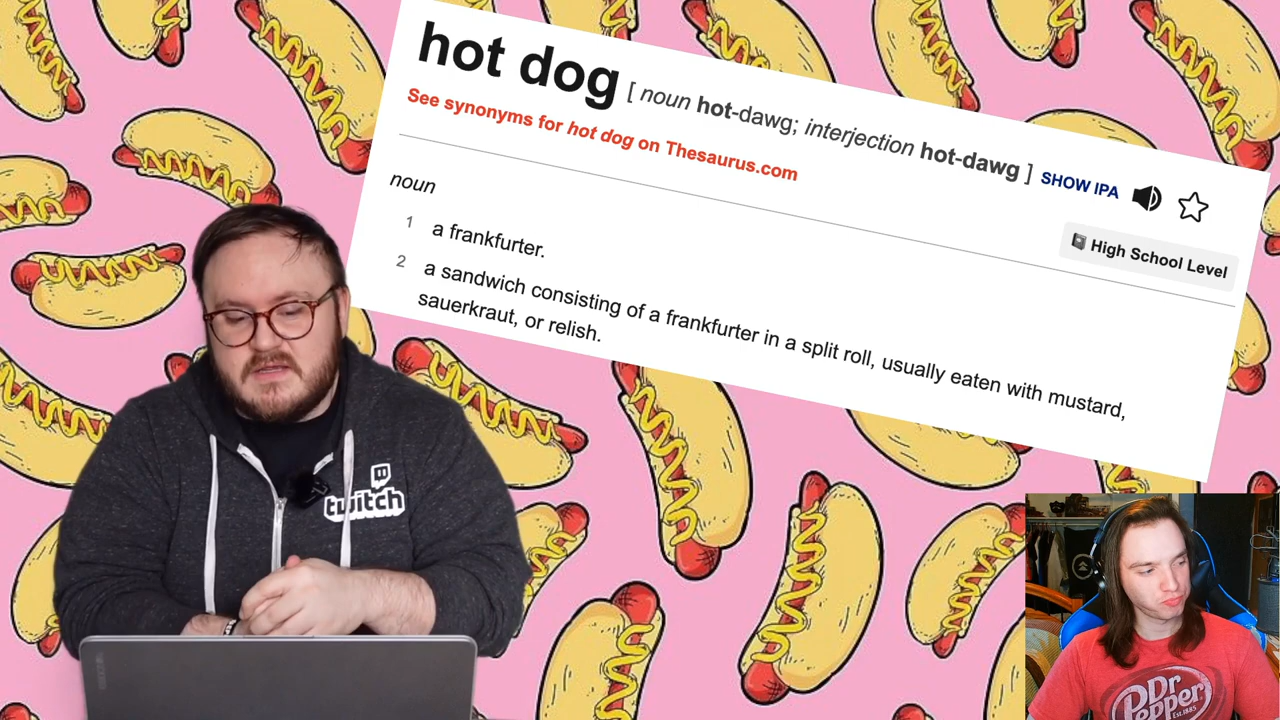 hot dog [ noun hot-dawg; interjection hot-dawg ] SHOW IPA
See synonyms for hot dog on Thesaurus.com
High School Level
noun
1 a frankfurter.
2 a sandwich consisting of a frankfurter in a split roll, usually eaten with mustard,
sauerkraut, or relish.
twitch
Dr
Pepper
Est. 1885